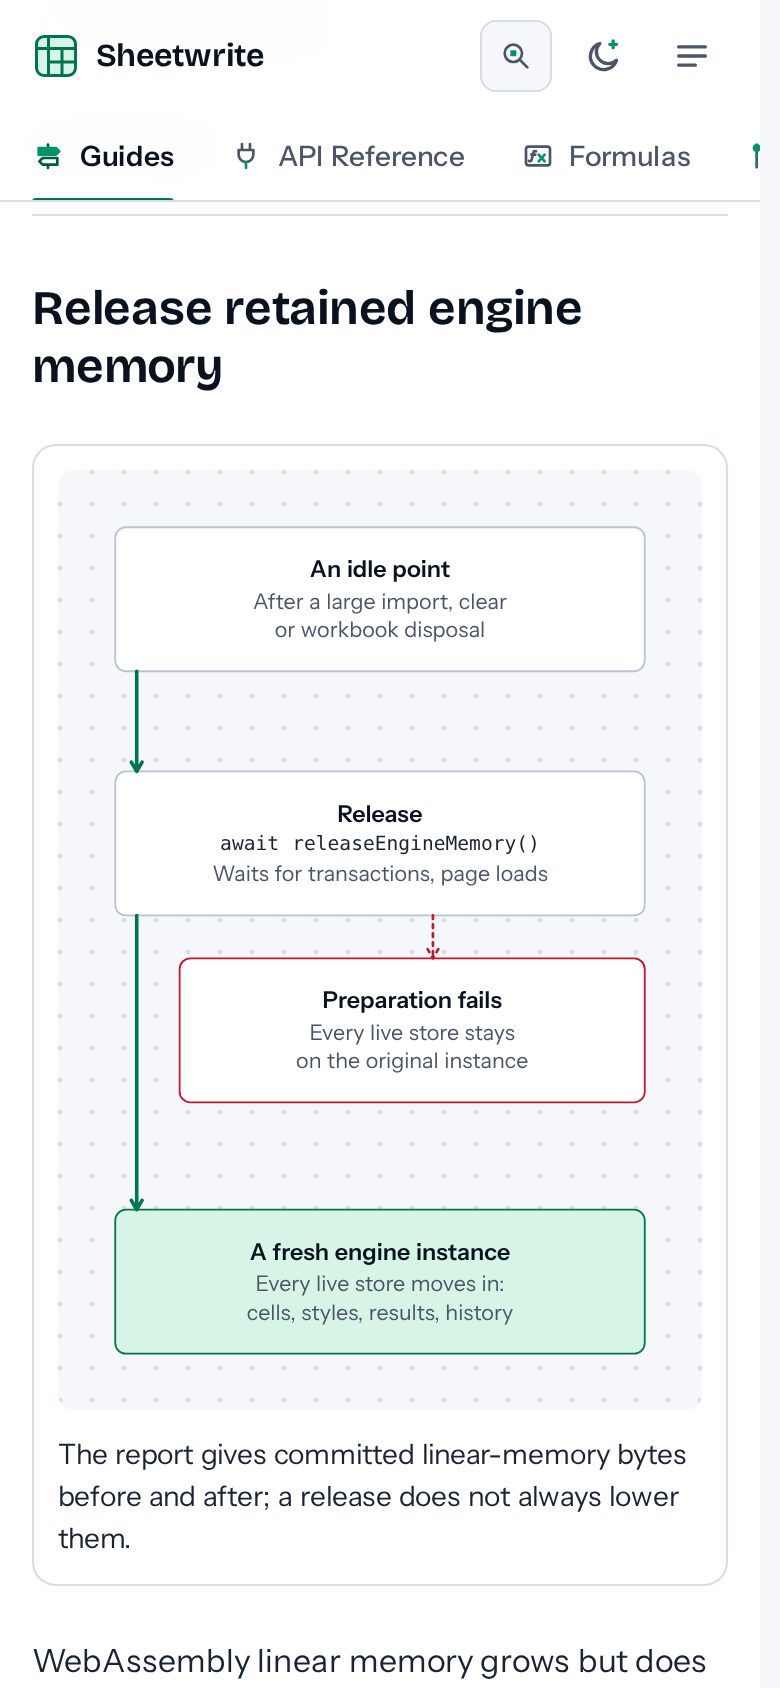 Sheetwrite
Guides
API Reference
Formulas
Release retained engine
memory
An idle point
After a large import, clear
or workbook disposal
Release
await releaseEngineMemory()
Waits for transactions, page loads
Preparation fails
Every live store stays
on the original instance
A fresh engine instance
Every live store moves in:
cells, styles, results, history
The report gives committed linear-memory bytes
before and after; a release does not always lower
them.
WebAssembly linear memory grows but does